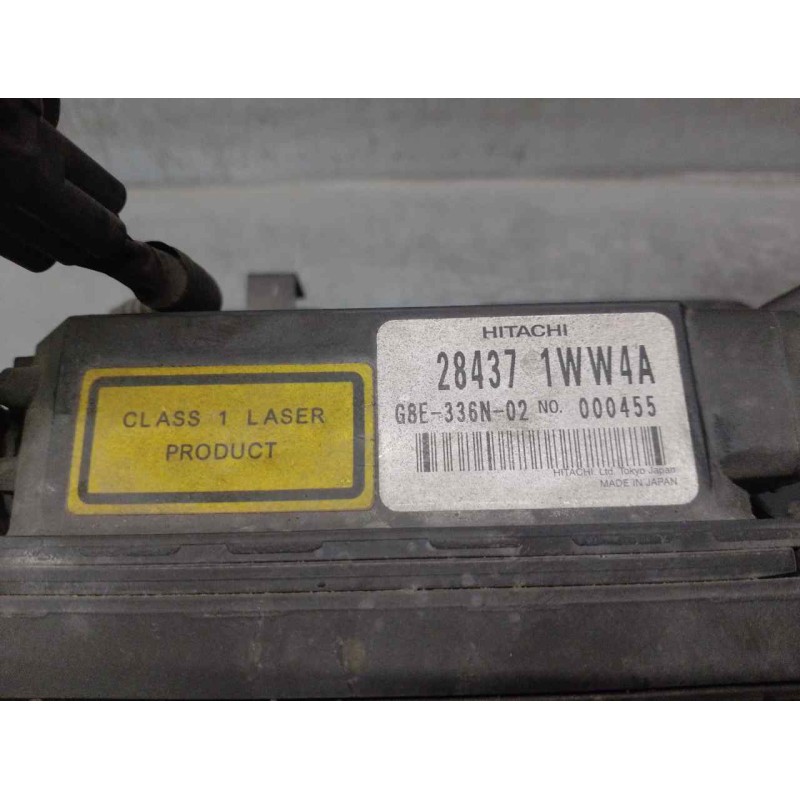 CLASS 1 LASER
PRODUCT
HITACHI
28437 1WW4A
G8E-336N-02 NO. 000455
HITACHI Ltd. Tokyo Japan
MADE IN JAPAN